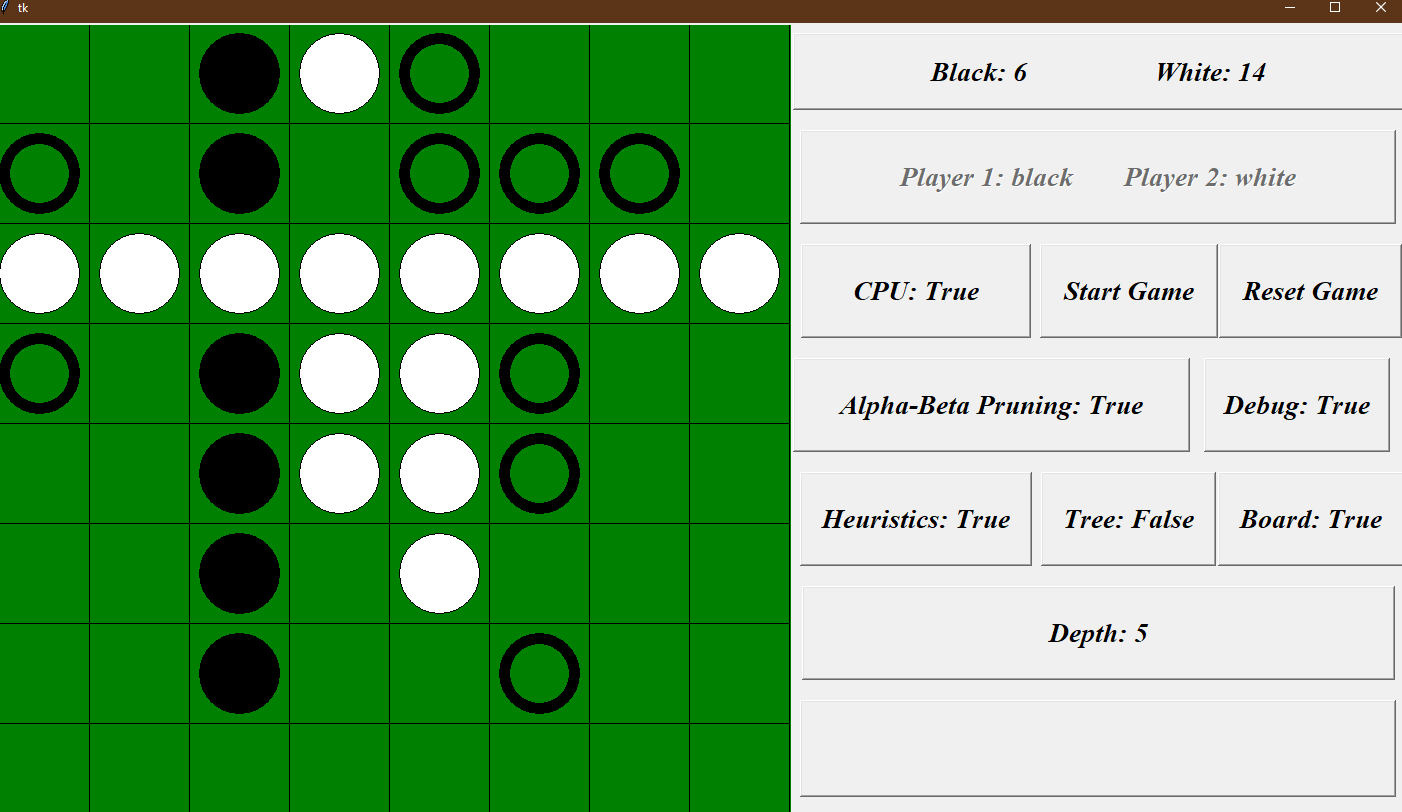 tk
Black: 6 White: 14
Player 1: black Player 2: white
CPU: True Start Game Reset Game
Alpha-Beta Pruning: True Debug: True
Heuristics: True Tree: False Board: True
Depth: 5